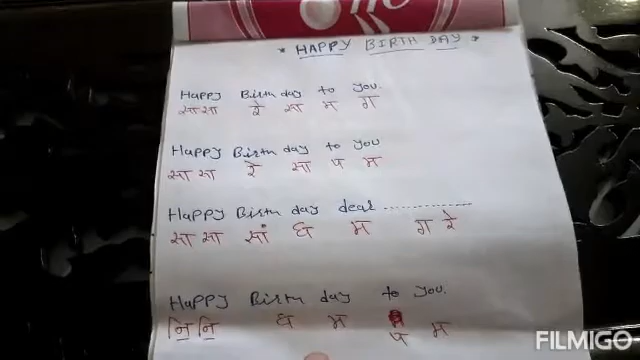 * HAPPY BIRTH DAY *
Happy Birth day to you.
सा सा रे सा म ग
Happy Birth day to you
सा सा रे सा प म
Happy Birth day dear ..............
सा सा सां ध म ग रे
Happy Birth day to you.
नि नि ध म प म
FILMIGO